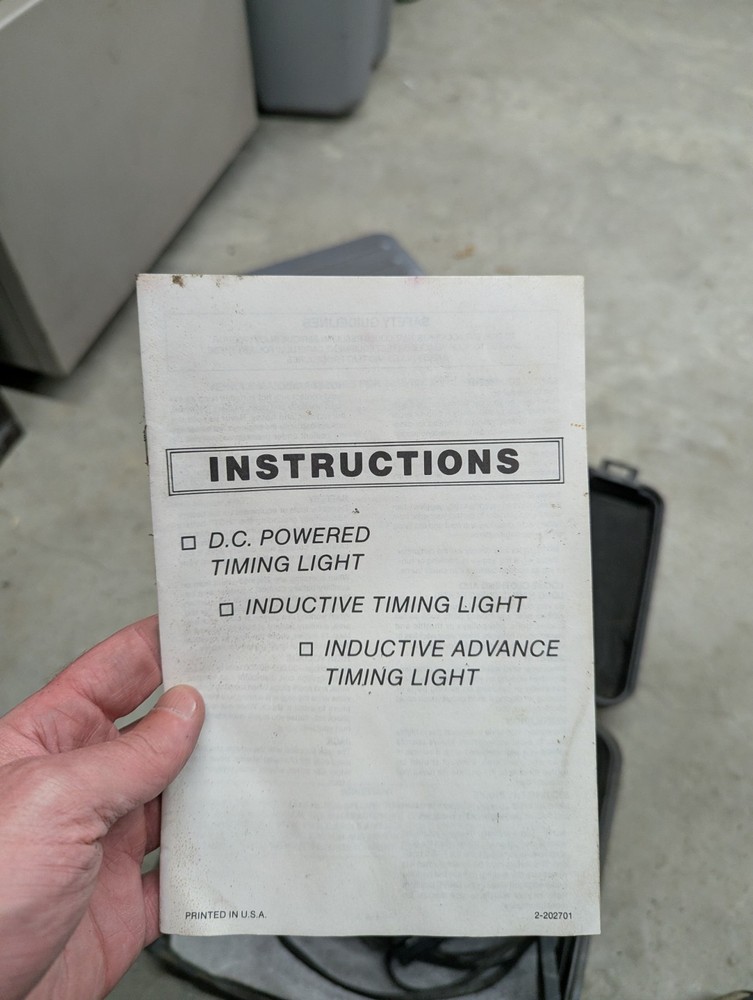 INSTRUCTIONS
□ D.C. POWERED
TIMING LIGHT
□ INDUCTIVE TIMING LIGHT
□ INDUCTIVE ADVANCE
TIMING LIGHT
PRINTED IN U.S.A.
2-202701